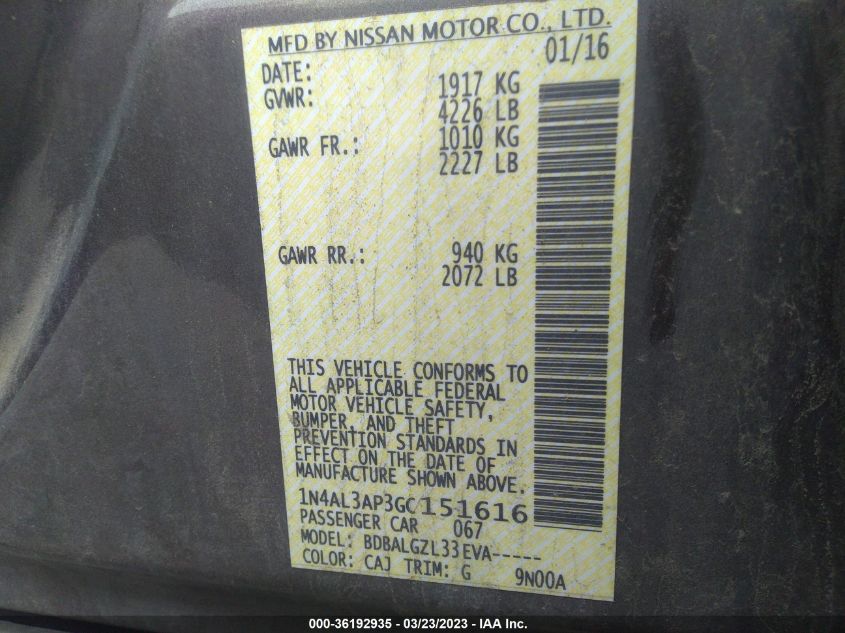 MFD BY NISSAN MOTOR CO., LTD.
DATE: 01/16
GVWR: 1917 KG
4226 LB
GAWR FR.: 1010 KG
2227 LB
GAWR RR.: 940 KG
2072 LB
THIS VEHICLE CONFORMS TO
ALL APPLICABLE FEDERAL
MOTOR VEHICLE SAFETY,
BUMPER, AND THEFT
PREVENTION STANDARDS IN
EFFECT ON THE DATE OF
MANUFACTURE SHOWN ABOVE.
1N4AL3AP3GC151616
PASSENGER CAR 067
MODEL: BDBALGZL33EVA-----
COLOR: CAJ TRIM: G 9N00A
000-36192935 - 03/23/2023 - IAA Inc.